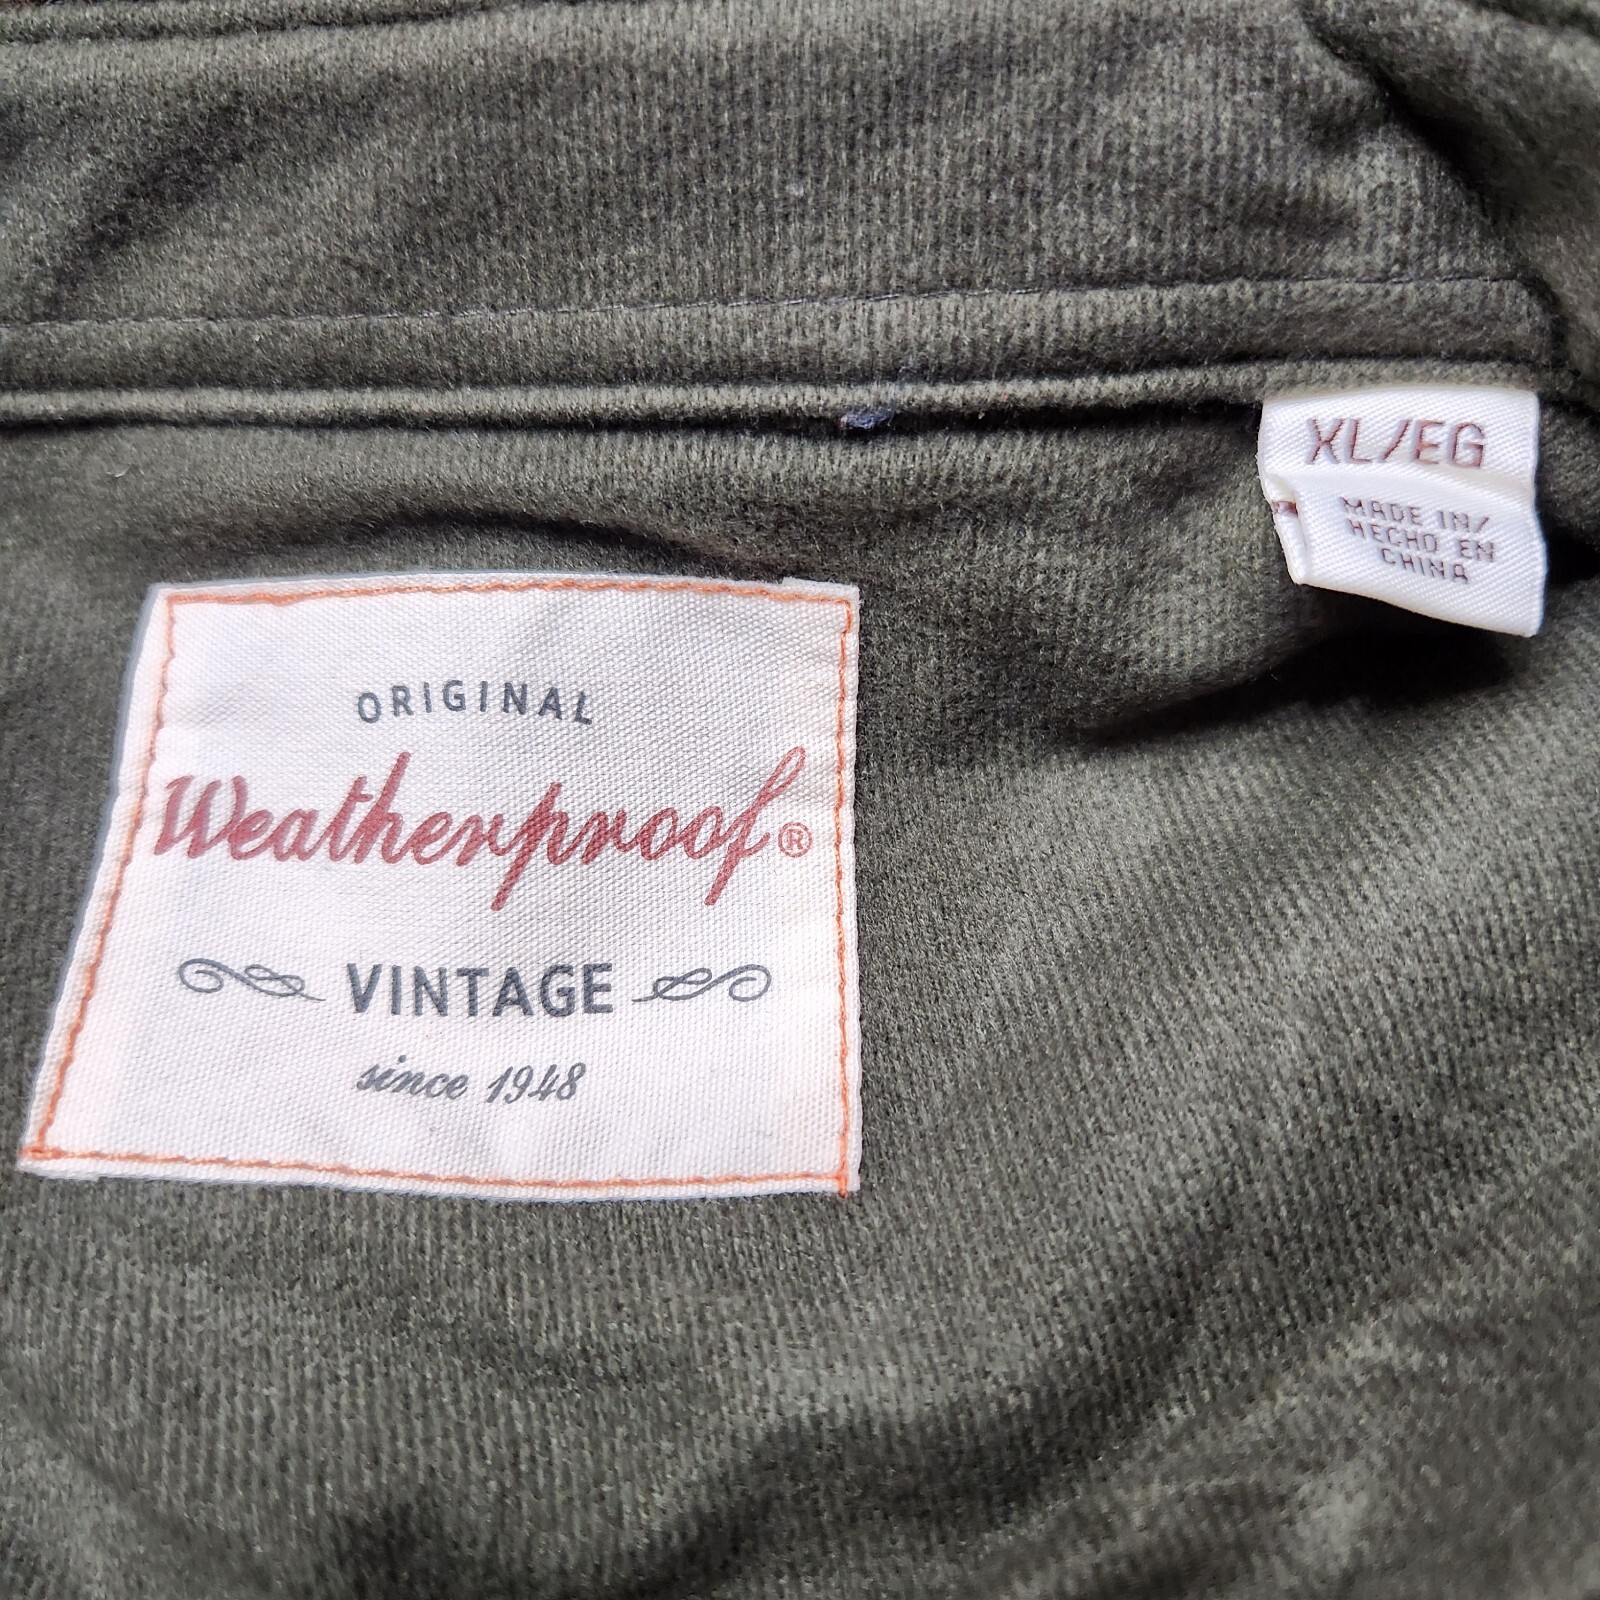 XL/EG
MADE IN/
HECHO EN
CHINA
ORIGINAL
Weatherproof®
VINTAGE
since 1948